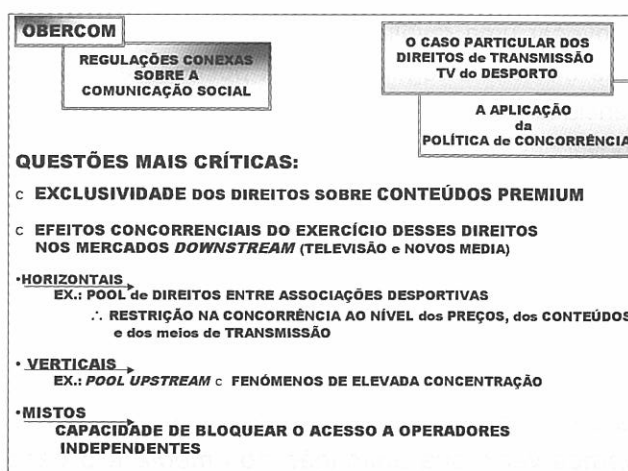 OBERCOM
REGULAÇÕES CONEXAS
SOBRE A
COMUNICAÇÃO SOCIAL
O CASO PARTICULAR DOS
DIREITOS de TRANSMISSÃO
TV do DESPORTO
A APLICAÇÃO
da
POLÍTICA de CONCORRÊNCIA
QUESTÕES MAIS CRÍTICAS:
c EXCLUSIVIDADE DOS DIREITOS SOBRE CONTEÚDOS PREMIUM
c EFEITOS CONCORRENCIAIS DO EXERCÍCIO DESSES DIREITOS
NOS MERCADOS DOWNSTREAM (TELEVISÃO e NOVOS MEDIA)
•HORIZONTAIS
EX.: POOL de DIREITOS ENTRE ASSOCIAÇÕES DESPORTIVAS
∴ RESTRIÇÃO NA CONCORRÊNCIA AO NÍVEL dos PREÇOS, dos CONTEÚDOS
e dos meios de TRANSMISSÃO
• VERTICAIS
EX.: POOL UPSTREAM c FENÓMENOS DE ELEVADA CONCENTRAÇÃO
•MISTOS
CAPACIDADE DE BLOQUEAR O ACESSO A OPERADORES
INDEPENDENTES